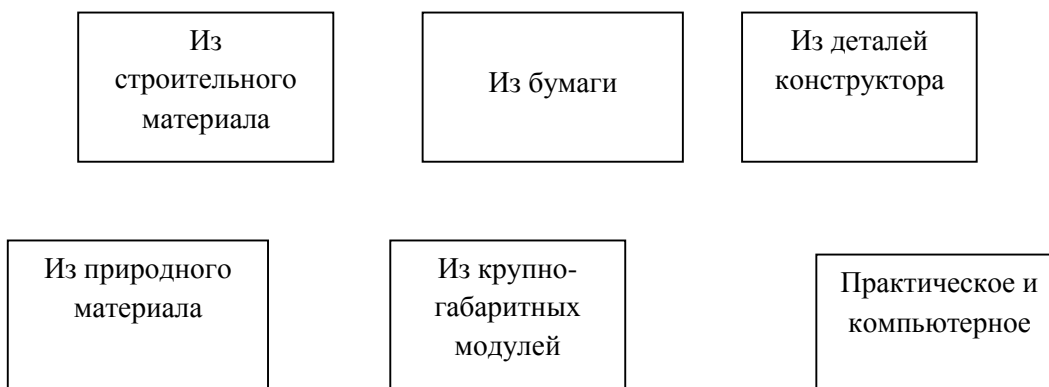 Из
строительного
материала
Из бумаги
Из деталей
конструктора
Из природного
материала
Из крупно-
габаритных
модулей
Практическое и
компьютерное